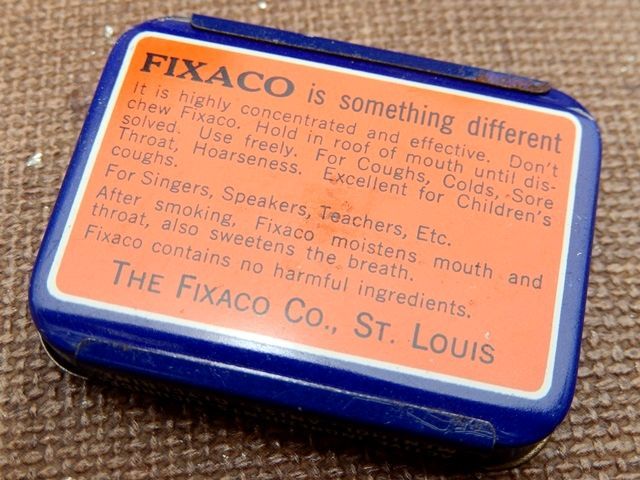 FIXACO is something different
It is highly concentrated and effective. Don't
chew Fixaco. Hold in roof of mouth until dis-
solved. Use freely. For Coughs, Colds, Sore
Throat, Hoarseness. Excellent for Children's
coughs.
For Singers, Speakers, Teachers, Etc.
After smoking, Fixaco moistens mouth and
throat, also sweetens the breath.
Fixaco contains no harmful ingredients.
THE FIXACO CO., ST. LOUIS